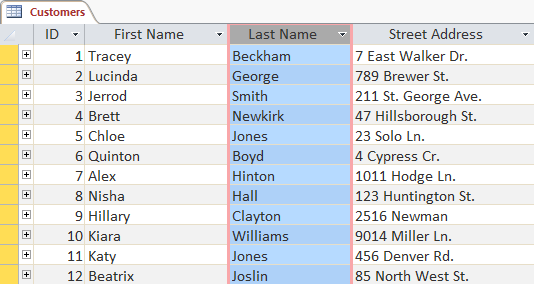 Customers
ID First Name Last Name Street Address
1 Tracey Beckham 7 East Walker Dr.
2 Lucinda George 789 Brewer St.
3 Jerrod Smith 211 St. George Ave.
4 Brett Newkirk 47 Hillsborough St.
5 Chloe Jones 23 Solo Ln.
6 Quinton Boyd 4 Cypress Cr.
7 Alex Hinton 1011 Hodge Ln.
8 Nisha Hall 123 Huntington St.
9 Hillary Clayton 2516 Newman
10 Kiara Williams 9014 Miller Ln.
11 Katy Jones 456 Denver Rd.
12 Beatrix Joslin 85 North West St.